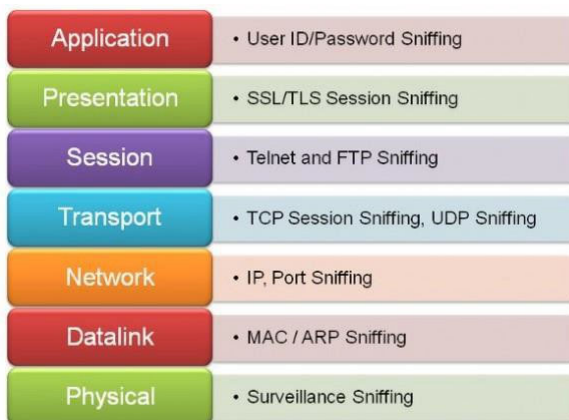 Application
• User ID/Password Sniffing
Presentation
• SSL/TLS Session Sniffing
Session
• Telnet and FTP Sniffing
Transport
• TCP Session Sniffing, UDP Sniffing
Network
• IP, Port Sniffing
Datalink
• MAC / ARP Sniffing
Physical
• Surveillance Sniffing